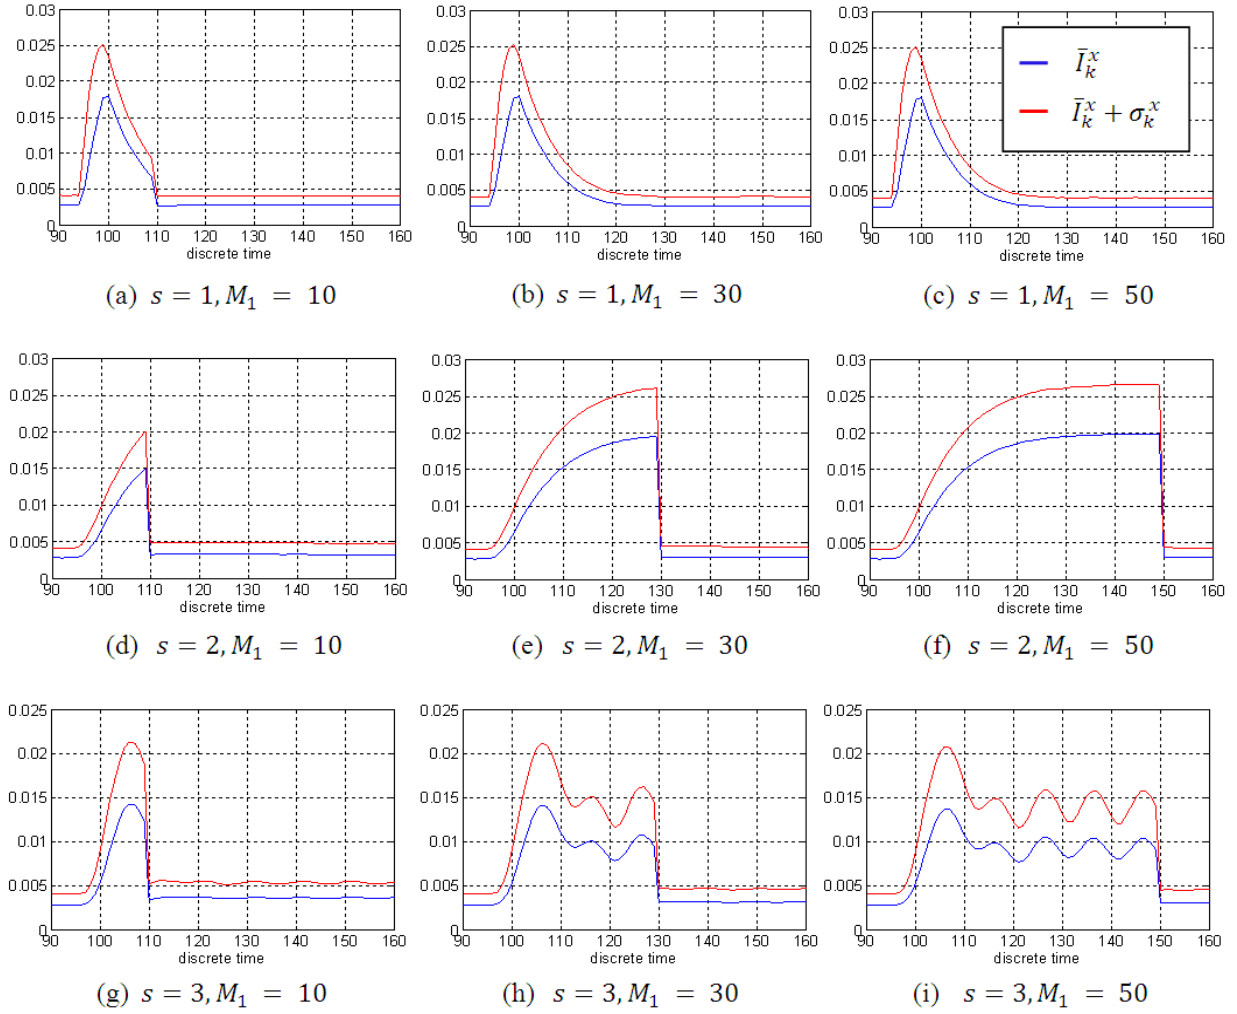 0.03
0.025
0.02
0.015
0.01
0.005
0
90 100 110 120 130 140 150 160
discrete time
(a) s = 1, M₁ = 10
0.03
0.025
0.02
0.015
0.01
0.005
0
90 100 110 120 130 140 150 160
discrete time
(b) s = 1, M₁ = 30
0.03
0.025
0.02
0.015
0.01
0.005
0
90 100 110 120 130 140 150 160
discrete time
Īₖˣ
Īₖˣ + σₖˣ
(c) s = 1, M₁ = 50
0.03
0.025
0.02
0.015
0.01
0.005
0
90 100 110 120 130 140 150 160
discrete time
(d) s = 2, M₁ = 10
0.03
0.025
0.02
0.015
0.01
0.005
0
90 100 110 120 130 140 150 160
discrete time
(e) s = 2, M₁ = 30
0.03
0.025
0.02
0.015
0.01
0.005
0
90 100 110 120 130 140 150 160
discrete time
(f) s = 2, M₁ = 50
0.025
0.02
0.015
0.01
0.005
0
90 100 110 120 130 140 150 160
discrete time
(g) s = 3, M₁ = 10
0.025
0.02
0.015
0.01
0.005
0
90 100 110 120 130 140 150 160
discrete time
(h) s = 3, M₁ = 30
0.025
0.02
0.015
0.01
0.005
0
90 100 110 120 130 140 150 160
discrete time
(i) s = 3, M₁ = 50